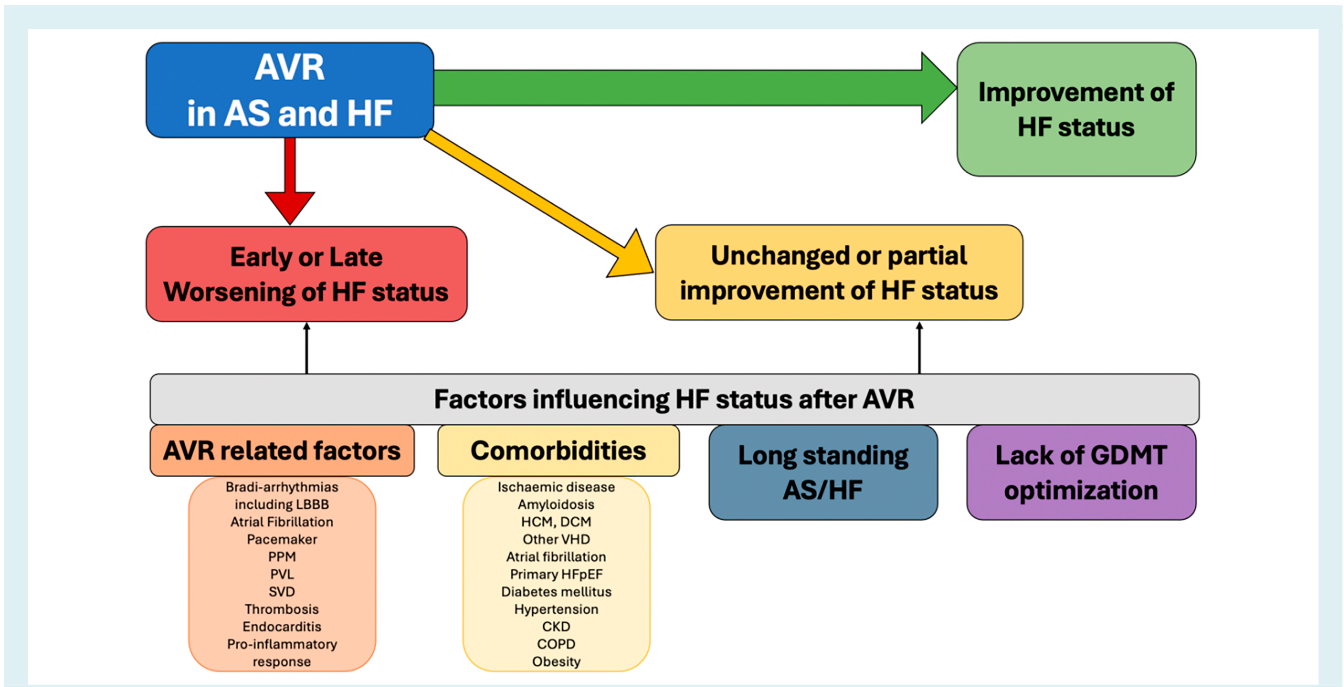 AVR
in AS and HF
Improvement of
HF status
Early or Late
Worsening of HF status
Unchanged or partial
improvement of HF status
Factors influencing HF status after AVR
AVR related factors
Bradi-arrhythmias
including LBBB
Atrial Fibrillation
Pacemaker
PPM
PVL
SVD
Thrombosis
Endocarditis
Pro-inflammatory
response
Comorbidities
Ischaemic disease
Amyloidosis
HCM, DCM
Other VHD
Atrial fibrillation
Primary HFpEF
Diabetes mellitus
Hypertension
CKD
COPD
Obesity
Long standing
AS/HF
Lack of GDMT
optimization